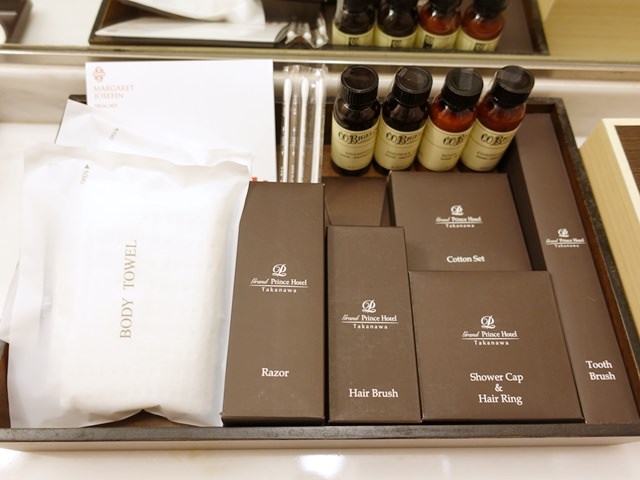 MARGARET
JOSEFIN
OPEN
BODY TOWEL
Grand Prince Hotel
Takanawa
Razor
Grand Prince Hotel
Takanawa
Hair Brush
Grand Prince Hotel
Takanawa
Cotton Set
Grand Prince Hotel
Takanawa
Shower Cap
&
Hair Ring
Grand Prince Hotel
Takanawa
Tooth
Brush